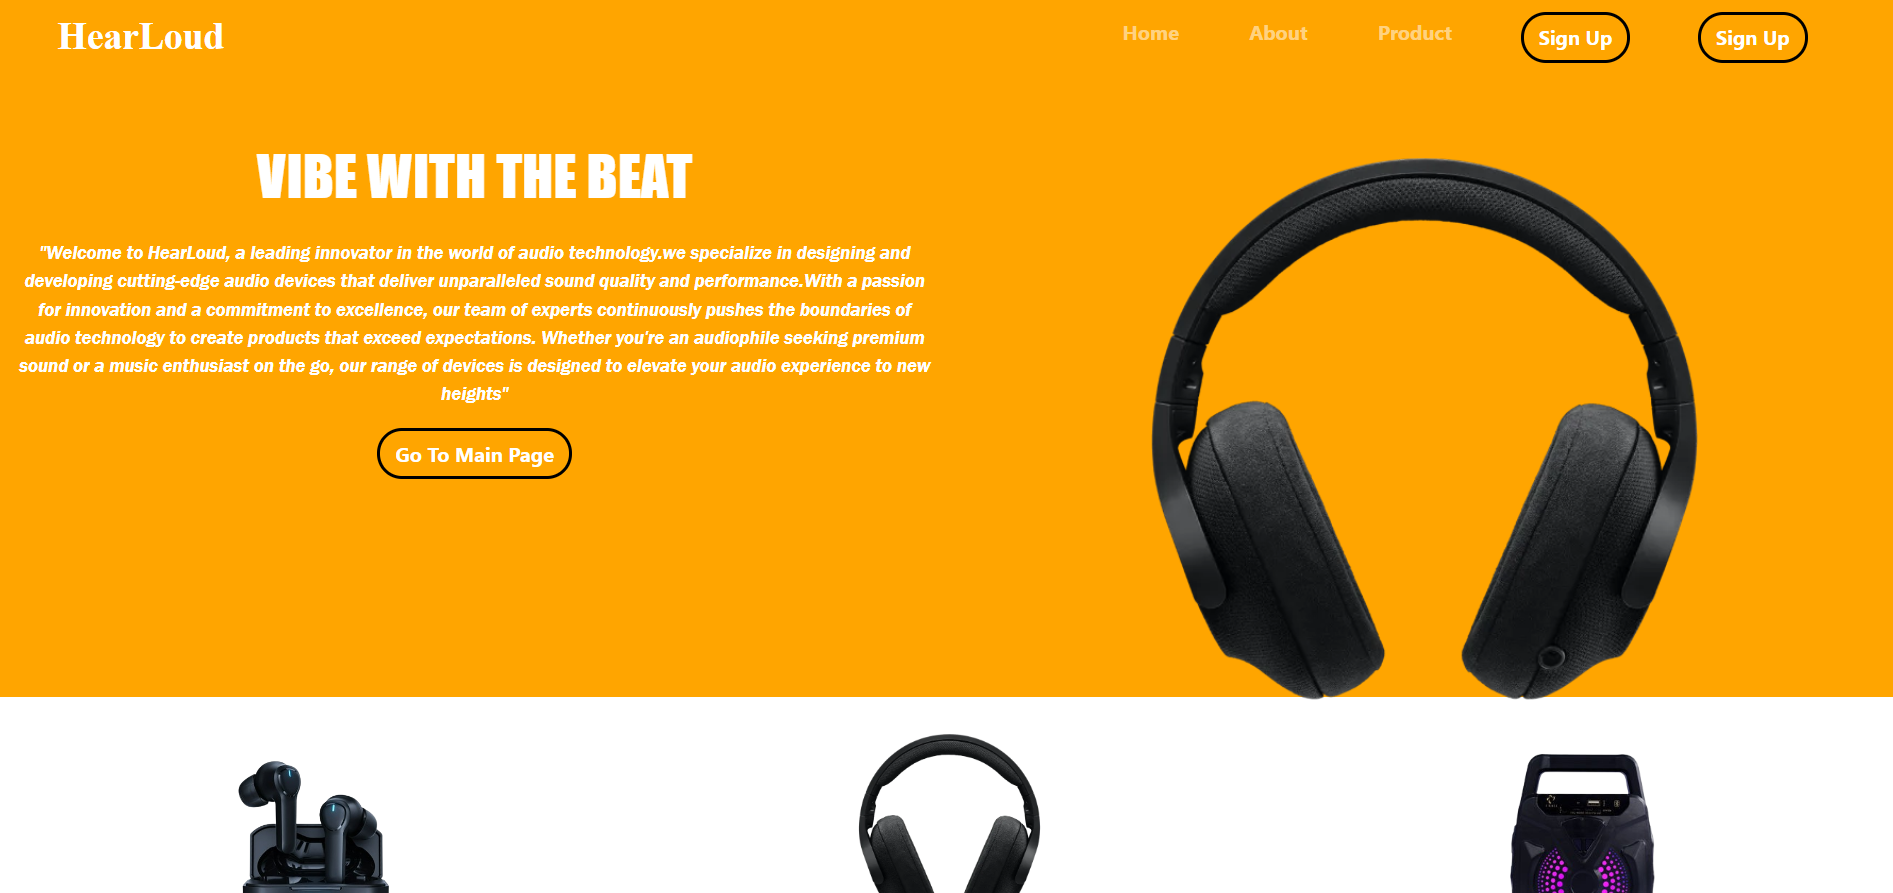 HearLoud
Home
About
Product
Sign Up
Sign Up
VIBE WITH THE BEAT
"Welcome to HearLoud, a leading innovator in the world of audio technology.we specialize in designing and
developing cutting-edge audio devices that deliver unparalleled sound quality and performance.With a passion
for innovation and a commitment to excellence, our team of experts continuously pushes the boundaries of
audio technology to create products that exceed expectations. Whether you're an audiophile seeking premium
sound or a music enthusiast on the go, our range of devices is designed to elevate your audio experience to new
heights"
Go To Main Page